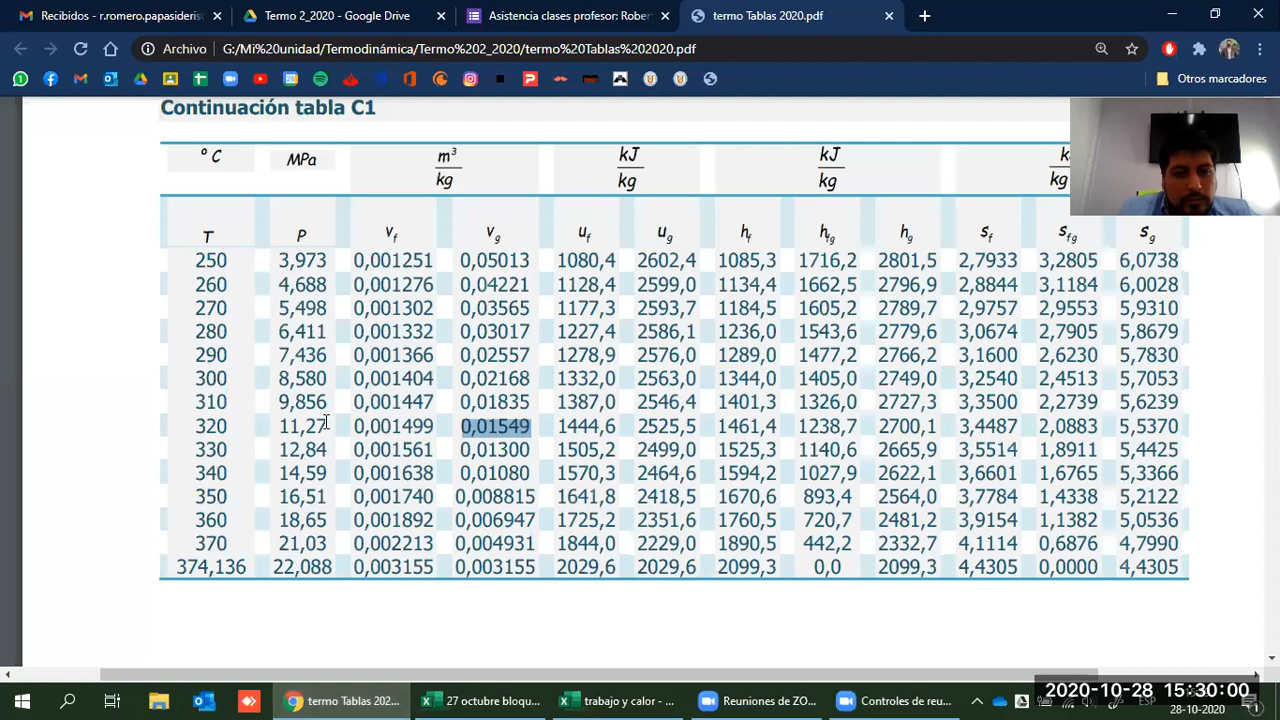 Recibidos - r.romero.papasideristo
Termo 2_2020 - Google Drive
Asistencia clases profesor: Rober
termo Tablas 2020.pdf
Archivo
G:/Mi%20unidad/Termodinámica/Termo%202_2020/termo%20Tablas%202020.pdf
Otros marcadores
Continuación tabla C1
° C MPa m³/kg kJ/kg kJ/kg
T P vf vg uf ug hf hfg hg sf sfg sg
250 3,973 0,001251 0,05013 1080,4 2602,4 1085,3 1716,2 2801,5 2,7933 3,2805 6,0738
260 4,688 0,001276 0,04221 1128,4 2599,0 1134,4 1662,5 2796,9 2,8844 3,1184 6,0028
270 5,498 0,001302 0,03565 1177,3 2593,7 1184,5 1605,2 2789,7 2,9757 2,9553 5,9310
280 6,411 0,001332 0,03017 1227,4 2586,1 1236,0 1543,6 2779,6 3,0674 2,7905 5,8679
290 7,436 0,001366 0,02557 1278,9 2576,0 1289,0 1477,2 2766,2 3,1600 2,6230 5,7830
300 8,580 0,001404 0,02168 1332,0 2563,0 1344,0 1405,0 2749,0 3,2540 2,4513 5,7053
310 9,856 0,001447 0,01835 1387,0 2546,4 1401,3 1326,0 2727,3 3,3500 2,2739 5,6239
320 11,27 0,001499 0,01549 1444,6 2525,5 1461,4 1238,7 2700,1 3,4487 2,0883 5,5370
330 12,84 0,001561 0,01300 1505,2 2499,0 1525,3 1140,6 2665,9 3,5514 1,8911 5,4425
340 14,59 0,001638 0,01080 1570,3 2464,6 1594,2 1027,9 2622,1 3,6601 1,6765 5,3366
350 16,51 0,001740 0,008815 1641,8 2418,5 1670,6 893,4 2564,0 3,7784 1,4338 5,2122
360 18,65 0,001892 0,006947 1725,2 2351,6 1760,5 720,7 2481,2 3,9154 1,1382 5,0536
370 21,03 0,002213 0,004931 1844,0 2229,0 1890,5 442,2 2332,7 4,1114 0,6876 4,7990
374,136 22,088 0,003155 0,003155 2029,6 2029,6 2099,3 0,0 2099,3 4,4305 0,0000 4,4305
termo Tablas 202...
27 octubre bloqu...
trabajo y calor - ...
Reuniones de ZO...
Controles de reu...
ESP
2020-10-28 15:30:00
28-10-2020